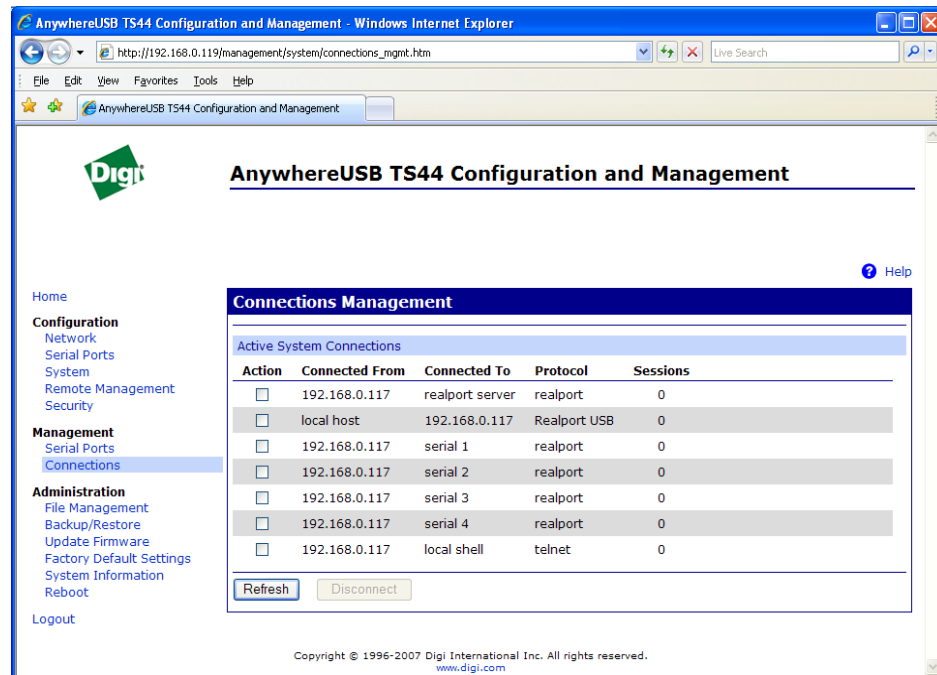 AnywhereUSB TS44 Configuration and Management - Windows Internet Explorer
http://192.168.0.119/management/system/connections_mgmt.htm
Live Search
File Edit View Favorites Tools Help
AnywhereUSB TS44 Configuration and Management
Digi
AnywhereUSB TS44 Configuration and Management
? Help
Home
Configuration
Network
Serial Ports
System
Remote Management
Security
Management
Serial Ports
Connections
Administration
File Management
Backup/Restore
Update Firmware
Factory Default Settings
System Information
Reboot
Logout
Connections Management
Active System Connections
Action Connected From Connected To Protocol Sessions
192.168.0.117 realport server realport 0
local host 192.168.0.117 Realport USB 0
192.168.0.117 serial 1 realport 0
192.168.0.117 serial 2 realport 0
192.168.0.117 serial 3 realport 0
192.168.0.117 serial 4 realport 0
192.168.0.117 local shell telnet 0
Refresh Disconnect
Copyright © 1996-2007 Digi International Inc. All rights reserved.
www.digi.com